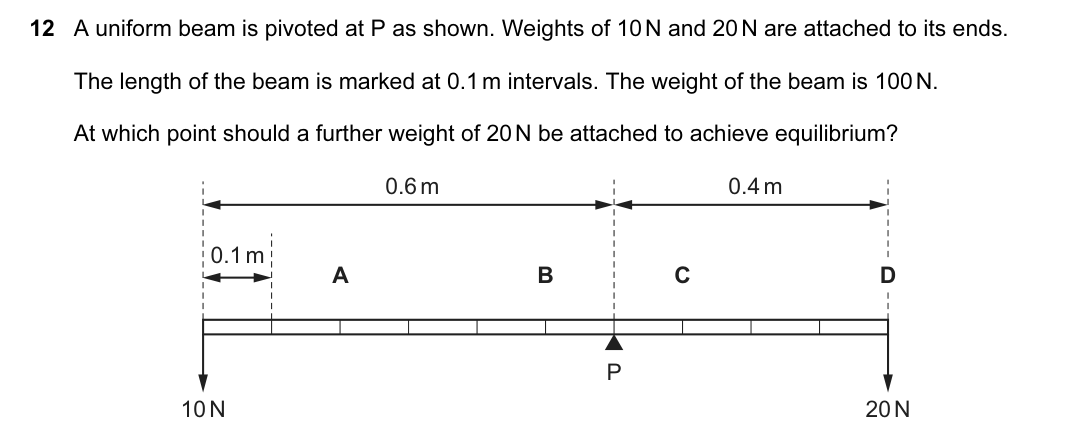 12 A uniform beam is pivoted at P as shown. Weights of 10 N and 20 N are attached to its ends.
The length of the beam is marked at 0.1 m intervals. The weight of the beam is 100 N.
At which point should a further weight of 20 N be attached to achieve equilibrium?
0.6 m 0.4 m
0.1 m
A B C D
P
10 N 20 N